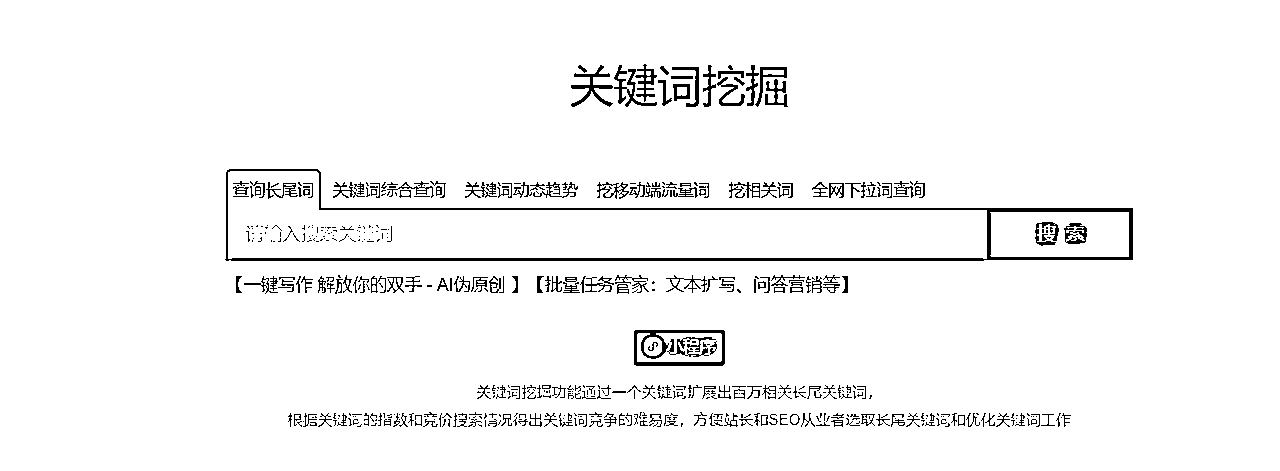 关键词挖掘
查询长尾词 关键词综合查询 关键词动态趋势 挖移动端流量词 挖相关词 全网下拉词查询
请输入搜索关键词 搜 索
【一键写作 解放你的双手 - AI伪原创 】【批量任务管家：文本扩写、问答营销等】
小程序
关键词挖掘功能通过一个关键词扩展出百万相关长尾关键词，
根据关键词的指数和竞价搜索情况得出关键词竞争的难易度，方便站长和SEO从业者选取长尾关键词和优化关键词工作